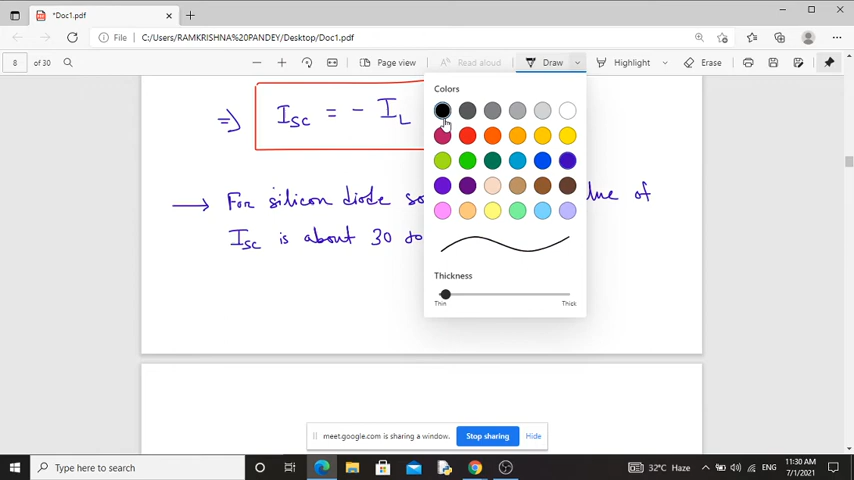 *Doc1.pdf
File C:/Users/RAMKRISHNA%20PANDEY/Desktop/Doc1.pdf
8 of 30 Page view Read aloud Draw Highlight Erase
Colors
⇒ ISC = - IL
→ For silicon diode so lue of
ISC is about 30 to
Thickness
Thin Thick
meet.google.com is sharing a window. Stop sharing Hide
Type here to search
32°C Haze ENG 11:30 AM
7/1/2021